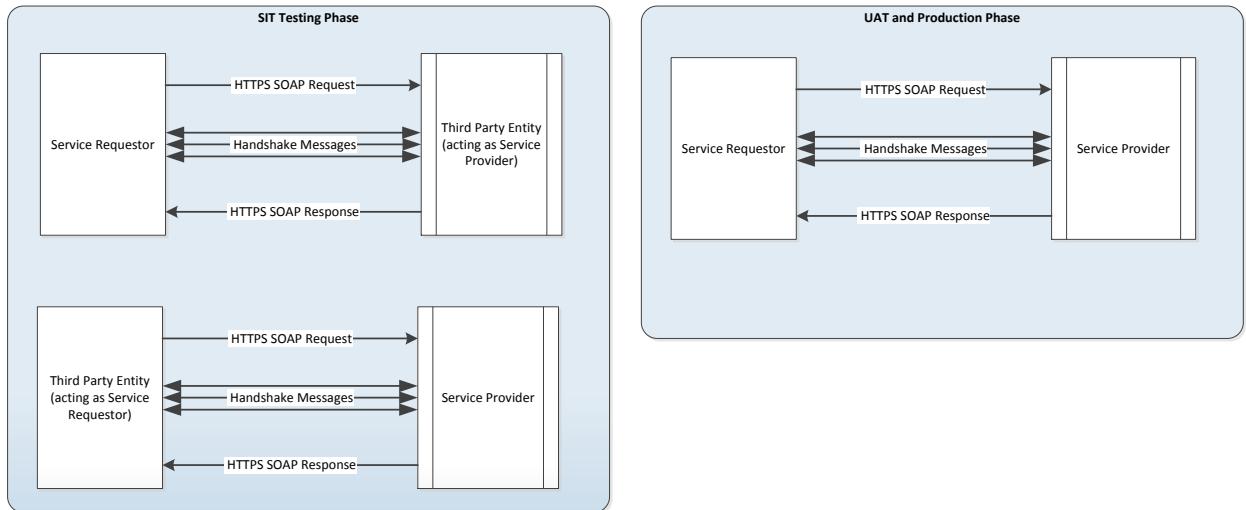 SIT Testing Phase
Service Requestor
HTTPS SOAP Request
Handshake Messages
HTTPS SOAP Response
Third Party Entity
(acting as Service
Provider)
Third Party Entity
(acting as Service
Requestor)
HTTPS SOAP Request
Handshake Messages
HTTPS SOAP Response
Service Provider
UAT and Production Phase
Service Requestor
HTTPS SOAP Request
Handshake Messages
HTTPS SOAP Response
Service Provider